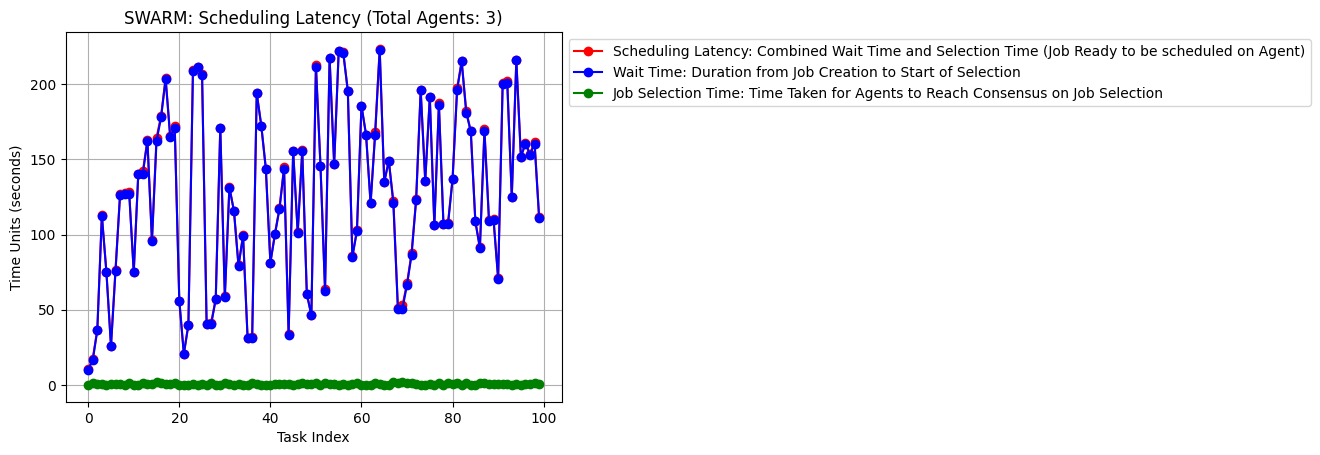 SWARM: Scheduling Latency (Total Agents: 3)
Scheduling Latency: Combined Wait Time and Selection Time (Job Ready to be scheduled on Agent)
Wait Time: Duration from Job Creation to Start of Selection
Job Selection Time: Time Taken for Agents to Reach Consensus on Job Selection
Time Units (seconds)
200
150
100
50
0
0 20 40 60 80 100
Task Index